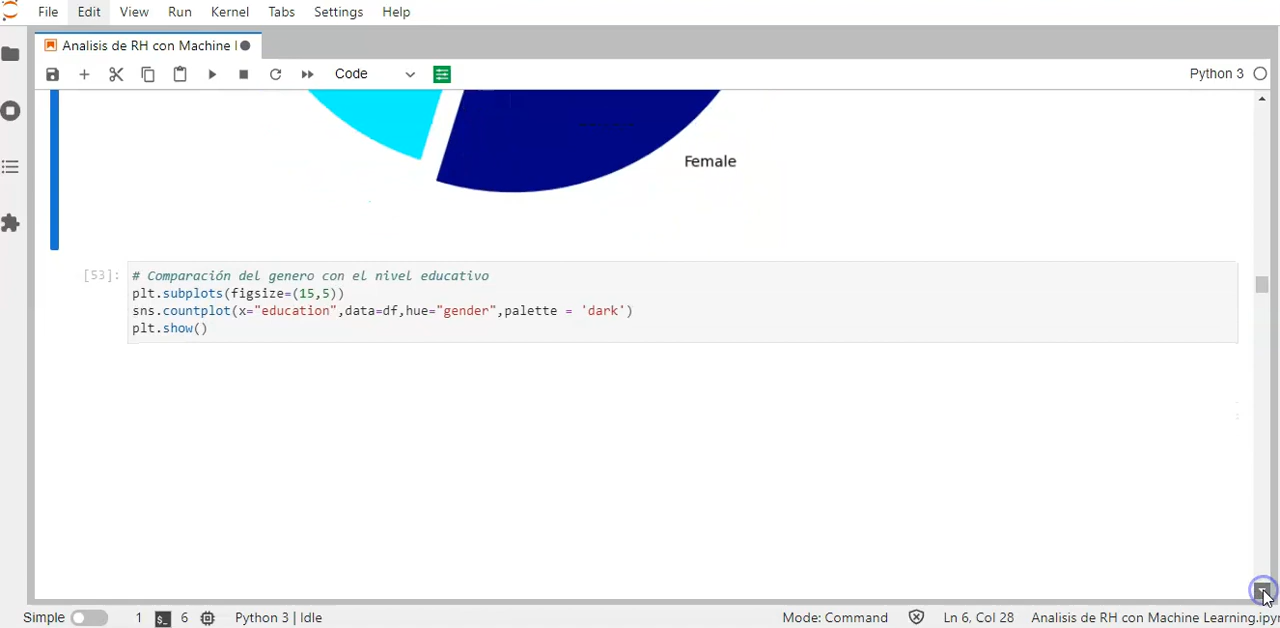 File Edit View Run Kernel Tabs Settings Help
Analisis de RH con Machine l
Code
Python 3
Female
[53]:
# Comparación del genero con el nivel educativo
plt.subplots(figsize=(15,5))
sns.countplot(x="education",data=df,hue="gender",palette = 'dark')
plt.show()
Simple 1 6 Python 3 | Idle Mode: Command Ln 6, Col 28 Analisis de RH con Machine Learning.ipy